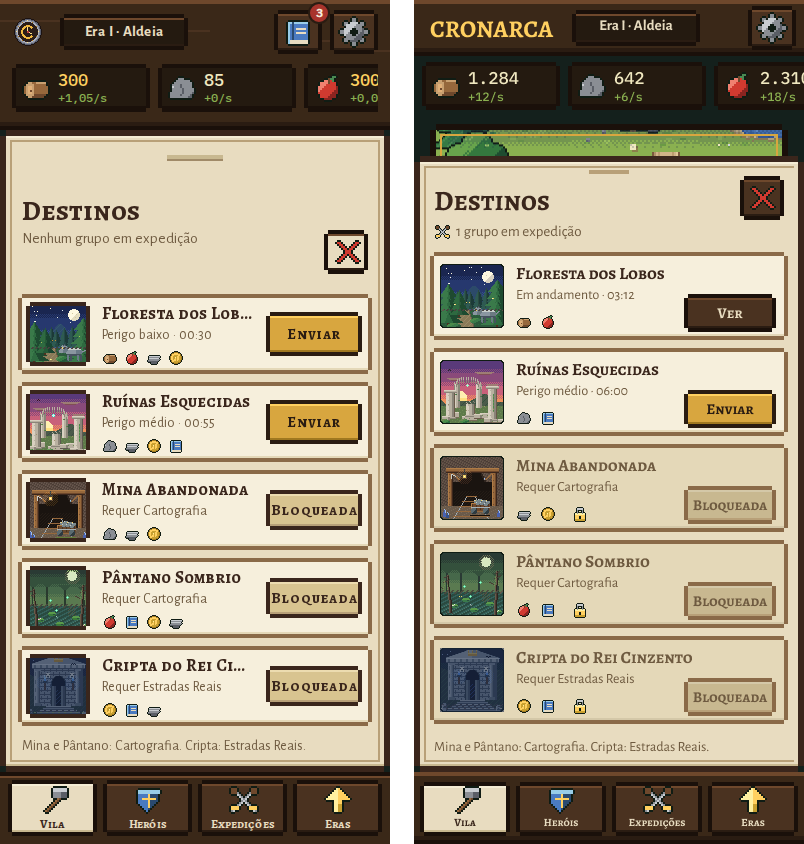 3
Era I · Aldeia
300
+1,05/s
85
+0/s
300
+0,0
Destinos
Nenhum grupo em expedição
Floresta dos Lob…
Perigo baixo · 00:30
Enviar
Ruínas Esquecidas
Perigo médio · 00:55
Enviar
Mina Abandonada
Requer Cartografia
Bloqueada
Pântano Sombrio
Requer Cartografia
Bloqueada
Cripta do Rei Ci…
Requer Estradas Reais
Bloqueada
Mina e Pântano: Cartografia. Cripta: Estradas Reais.
Vila
Heróis
Expedições
Eras
CRONARCA
Era I · Aldeia
1.284
+12/s
642
+6/s
2.310
+18/s
Destinos
1 grupo em expedição
Floresta dos Lobos
Em andamento · 03:12
Ver
Ruínas Esquecidas
Perigo médio · 06:00
Enviar
Mina Abandonada
Requer Cartografia
Bloqueada
Pântano Sombrio
Requer Cartografia
Bloqueada
Cripta do Rei Cinzento
Requer Estradas Reais
Bloqueada
Mina e Pântano: Cartografia. Cripta: Estradas Reais.
Vila
Heróis
Expedições
Eras